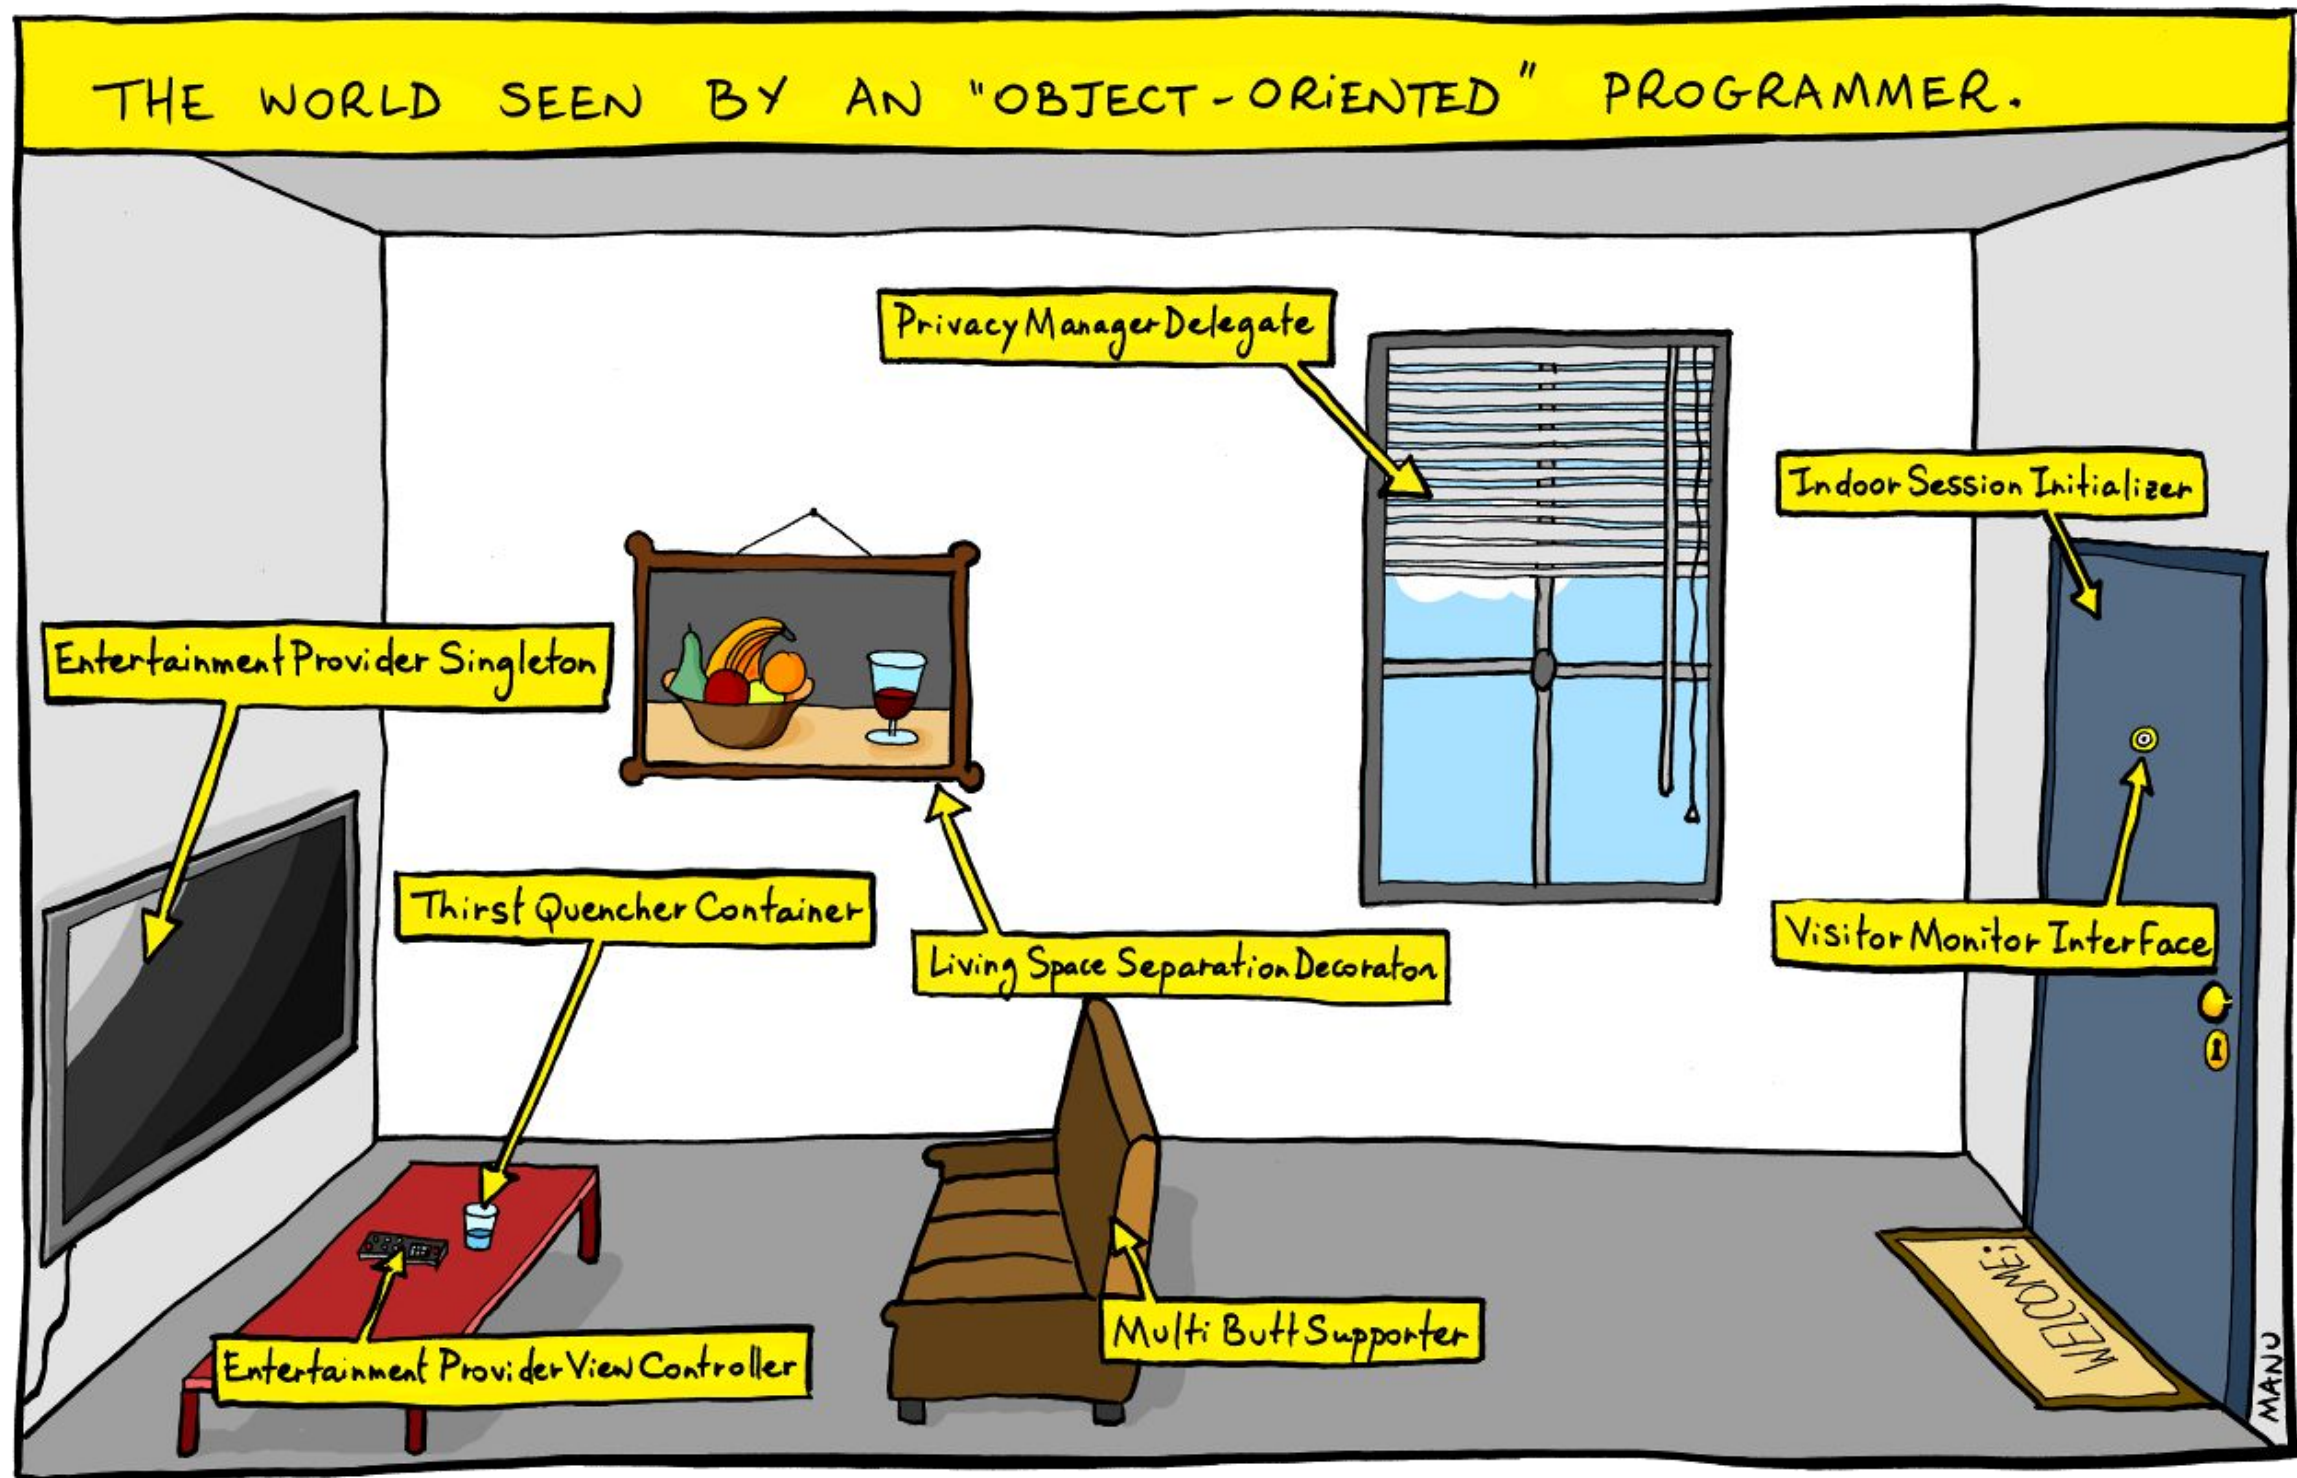 THE WORLD SEEN BY AN "OBJECT-ORIENTED" PROGRAMMER.
PrivacyManagerDelegate
IndoorSessionInitializer
EntertainmentProviderSingleton
ThirstQuencherContainer
LivingSpaceSeparationDecorator
VisitorMonitorInterface
MultiButtSupporter
EntertainmentProviderViewController
WELCOME;
MANU